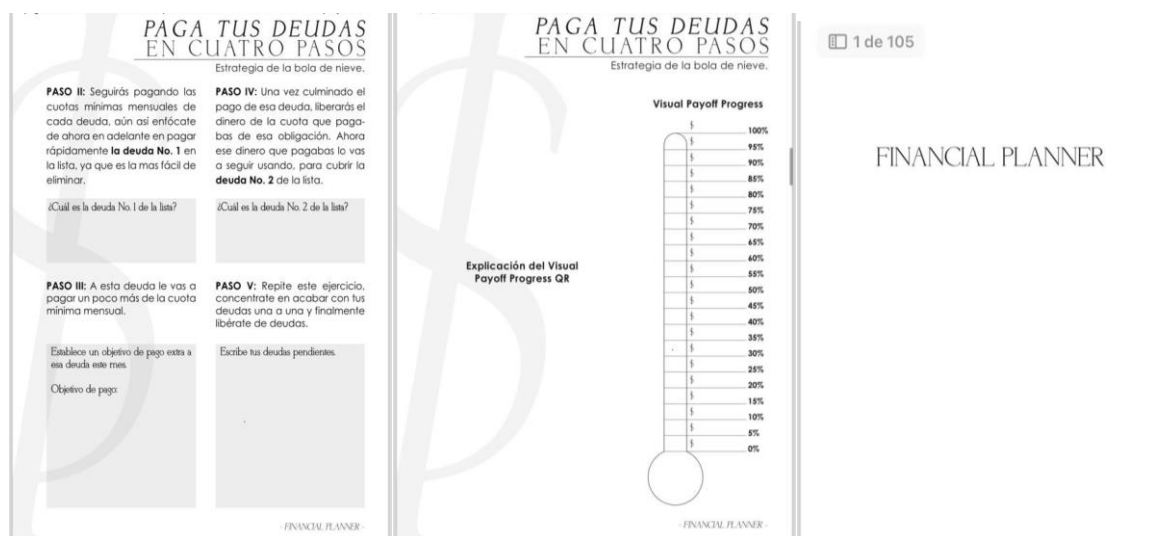 PAGA TUS DEUDAS
EN CUATRO PASOS
Estrategia de la bola de nieve.
PASO II: Seguirás pagando las
cuotas mínimas mensuales de
cada deuda, aún así enfócate
de ahora en adelante en pagar
rápidamente la deuda No. 1 en
la lista, ya que es la mas fácil de
eliminar.
¿Cuál es la deuda No. 1 de la lista?
PASO III: A esta deuda le vas a
pagar un poco más de la cuota
mínima mensual.
Establece un objetivo de pago extra a
esa deuda este mes.
Objetivo de pago:
PASO IV: Una vez culminado el
pago de esa deuda, liberarás el
dinero de la cuota que paga-
bas de esa obligación. Ahora
ese dinero que pagabas lo vas
a seguir usando, para cubrir la
deuda No. 2 de la lista.
¿Cuál es la deuda No. 2 de la lista?
PASO V: Repite este ejercicio,
concentrate en acabar con tus
deudas una a una y finalmente
libérate de deudas.
Escribe tus deudas pendientes.
- FINANCIAL PLANNER -
PAGA TUS DEUDAS
EN CUATRO PASOS
Estrategia de la bola de nieve.
Explicación del Visual
Payoff Progress QR
Visual Payoff Progress
$ 100%
$ 95%
$ 90%
$ 85%
$ 80%
$ 75%
$ 70%
$ 65%
$ 60%
$ 55%
$ 50%
$ 45%
$ 40%
$ 35%
$ 30%
$ 25%
$ 20%
$ 15%
$ 10%
$ 5%
$ 0%
- FINANCIAL PLANNER -
1 de 105
FINANCIAL PLANNER